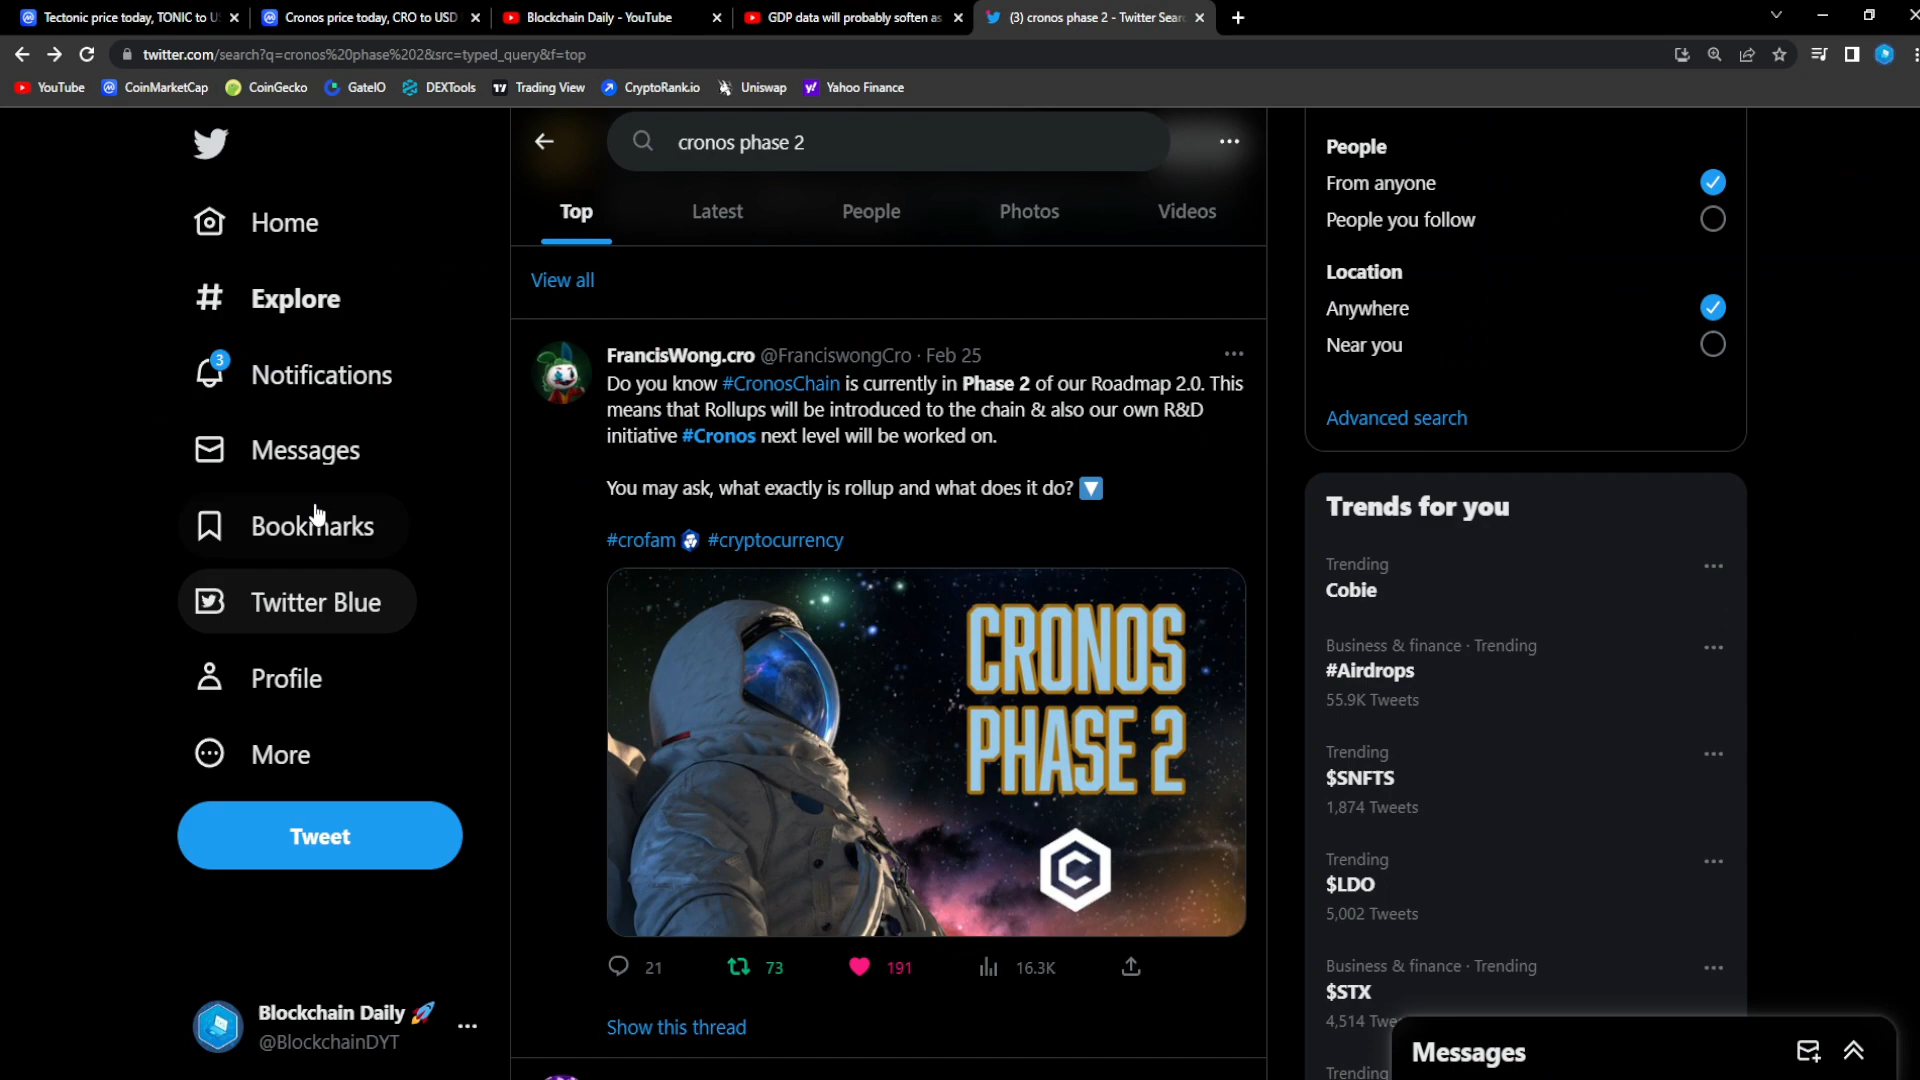 Tectonic price today, TONIC to U
Cronos price today, CRO to USD
Blockchain Daily - YouTube
GDP data will probably soften as
(3) cronos phase 2 - Twitter Sear
twitter.com/search?q=cronos%20phase%202&src=typed_query&f=top
YouTube
CoinMarketCap
CoinGecko
GateIO
DEXTools
Trading View
CryptoRank.io
Uniswap
Yahoo Finance
Home
Explore
3
Notifications
Messages
Bookmarks
Twitter Blue
Profile
More
Tweet
Blockchain Daily
@BlockchainDYT
cronos phase 2
Top
Latest
People
Photos
Videos
View all
FrancisWong.cro @FranciswongCro · Feb 25
Do you know #CronosChain is currently in Phase 2 of our Roadmap 2.0. This
means that Rollups will be introduced to the chain & also our own R&D
initiative #Cronos next level will be worked on.
You may ask, what exactly is rollup and what does it do?
#crofam #cryptocurrency
CRONOS
PHASE 2
21
73
191
16.3K
Show this thread
People
From anyone
People you follow
Location
Anywhere
Near you
Advanced search
Trends for you
Trending
Cobie
Business & finance · Trending
#Airdrops
55.9K Tweets
Trending
$SNFTS
1,874 Tweets
Trending
$LDO
5,002 Tweets
Business & finance · Trending
$STX
4,514 Twe
Trending
Messages